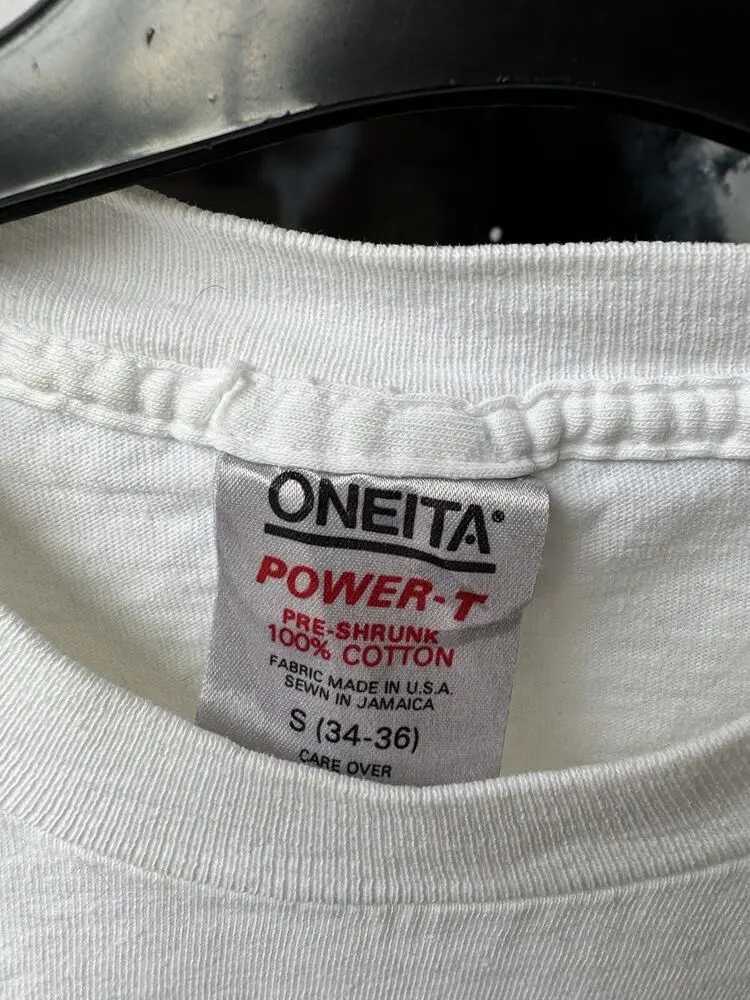 ONEITA®
POWER-T
PRE-SHRUNK
100% COTTON
FABRIC MADE IN U.S.A.
SEWN IN JAMAICA
S (34-36)
CARE OVER